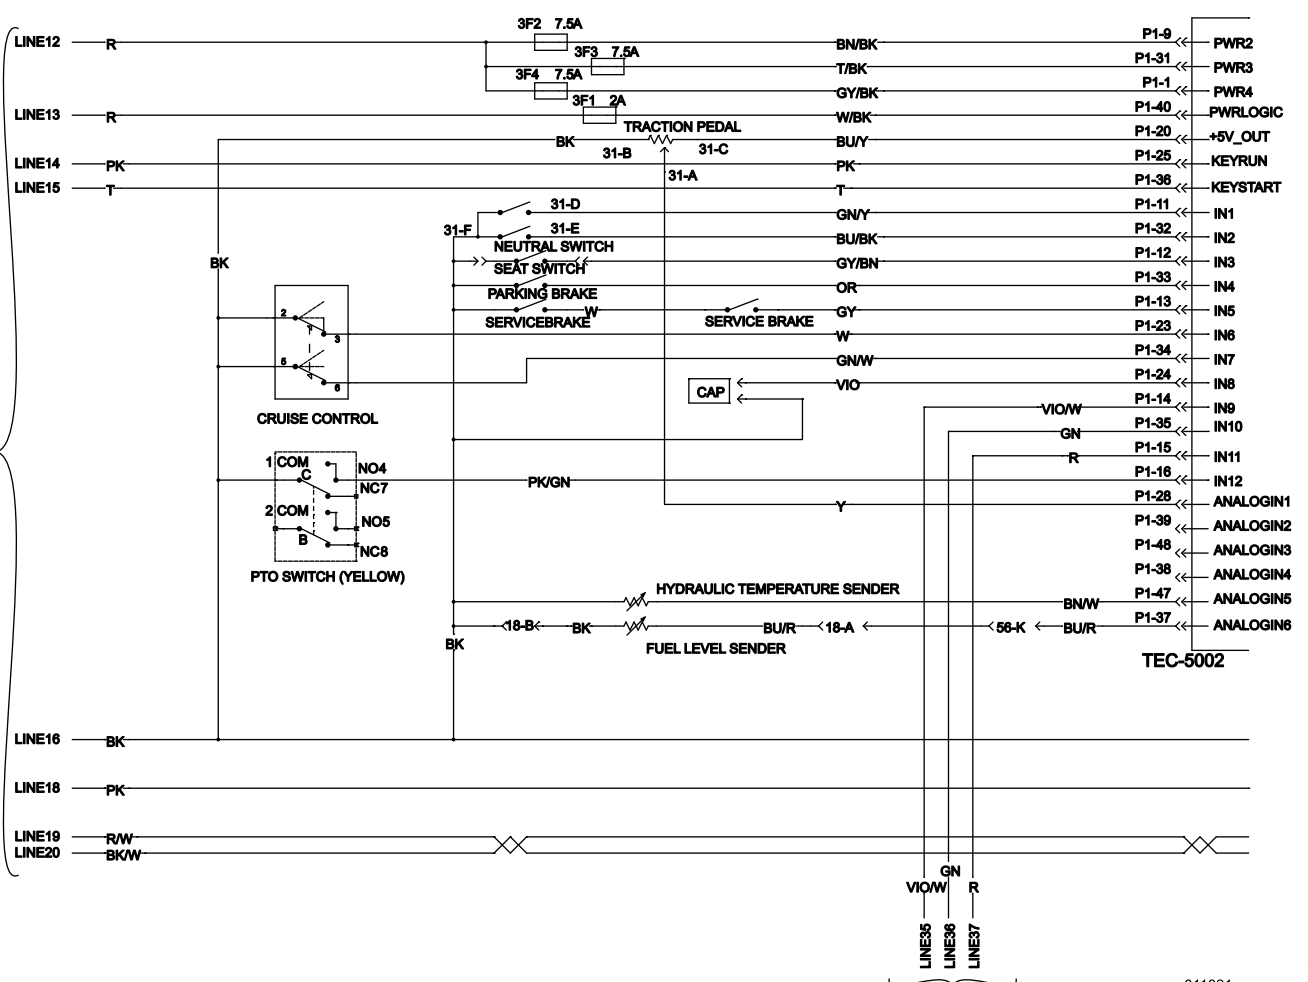 3F2 7.5A
LINE12 R BN/BK P1-9 PWR2
3F3 7.5A
T/BK P1-31 PWR3
3F4 7.5A
GY/BK P1-1 PWR4
3F1 2A
LINE13 R W/BK P1-40 PWRLOGIC
TRACTION PEDAL
BK BU/Y P1-20 +5V_OUT
31-B 31-C
LINE14 PK PK P1-25 KEYRUN
31-A
LINE15 T T P1-36 KEYSTART
31-D GN/Y P1-11 IN1
31-F 31-E BU/BK P1-32 IN2
NEUTRAL SWITCH
BK GY/BN P1-12 IN3
SEAT SWITCH
OR P1-33 IN4
PARKING BRAKE
W GY P1-13 IN5
SERVICEBRAKE SERVICE BRAKE
2 3 W P1-23 IN6
5 GN/W P1-34 IN7
6 VIO P1-24 IN8
CAP
VIO/W P1-14 IN9
CRUISE CONTROL
GN P1-35 IN10
R P1-15 IN11
1 COM NO4
C NC7
PK/GN P1-16 IN12
Y P1-28 ANALOGIN1
2 COM NO5
B NC8
P1-39 ANALOGIN2
P1-48 ANALOGIN3
PTO SWITCH (YELLOW)
P1-38 ANALOGIN4
HYDRAULIC TEMPERATURE SENDER
BN/W P1-47 ANALOGIN5
18-B BK BU/R 18-A 56-K BU/R P1-37 ANALOGIN6
BK
FUEL LEVEL SENDER
TEC-5002
LINE16 BK
LINE18 PK
LINE19 R/W
LINE20 BK/W
GN
VIO/W R
LINE35
LINE36
LINE37